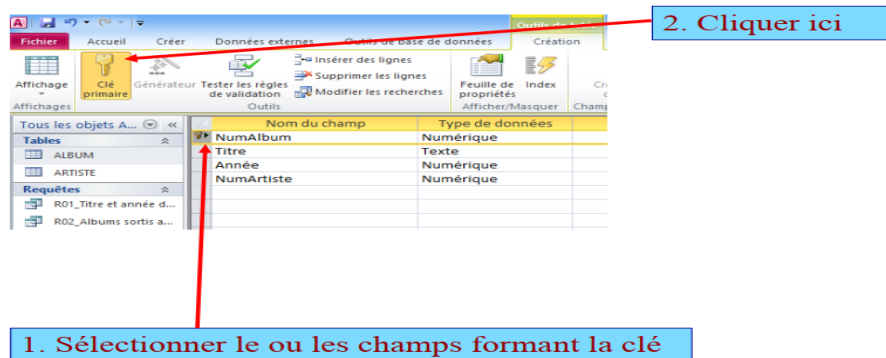 Outils de
2. Cliquer ici
Fichier Accueil Créer Données externes Outils de base de données Création
Affichage Clé primaire Générateur Tester les règles de validation Insérer des lignes Supprimer les lignes Modifier les recherches Feuille de propriétés Index
Affichages Outils Afficher/Masquer Champ
Tous les objets A... Nom du champ Type de données
Tables NumAlbum Numérique
ALBUM Titre Texte
ARTISTE Année Numérique
NumArtiste Numérique
Requêtes
R01_Titre et année d...
R02_Albums sortis a...
1. Sélectionner le ou les champs formant la clé